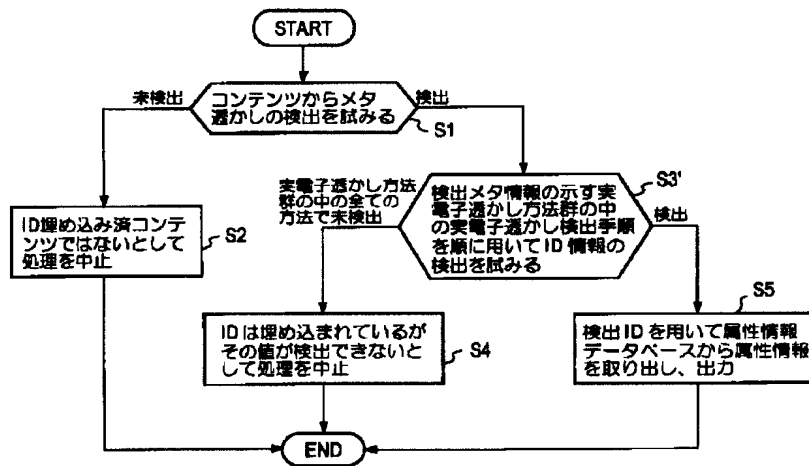 START
未検出
コンテンツからメタ
透かしの検出を試みる
検出
S1
実電子透かし方法
群の中の全ての
方法で未検出
検出メタ情報の示す実
電子透かし方法群の中
の実電子透かし検出手順
を順に用いてID情報の
検出を試みる
S3'
検出
ID埋め込み済コンテ
ンツではないとして
処理を中止
S2
IDは埋め込まれているが
その値が検出できないと
して処理を中止
S4
S5
検出IDを用いて属性情報
データベースから属性情報
を取り出し、出力
END